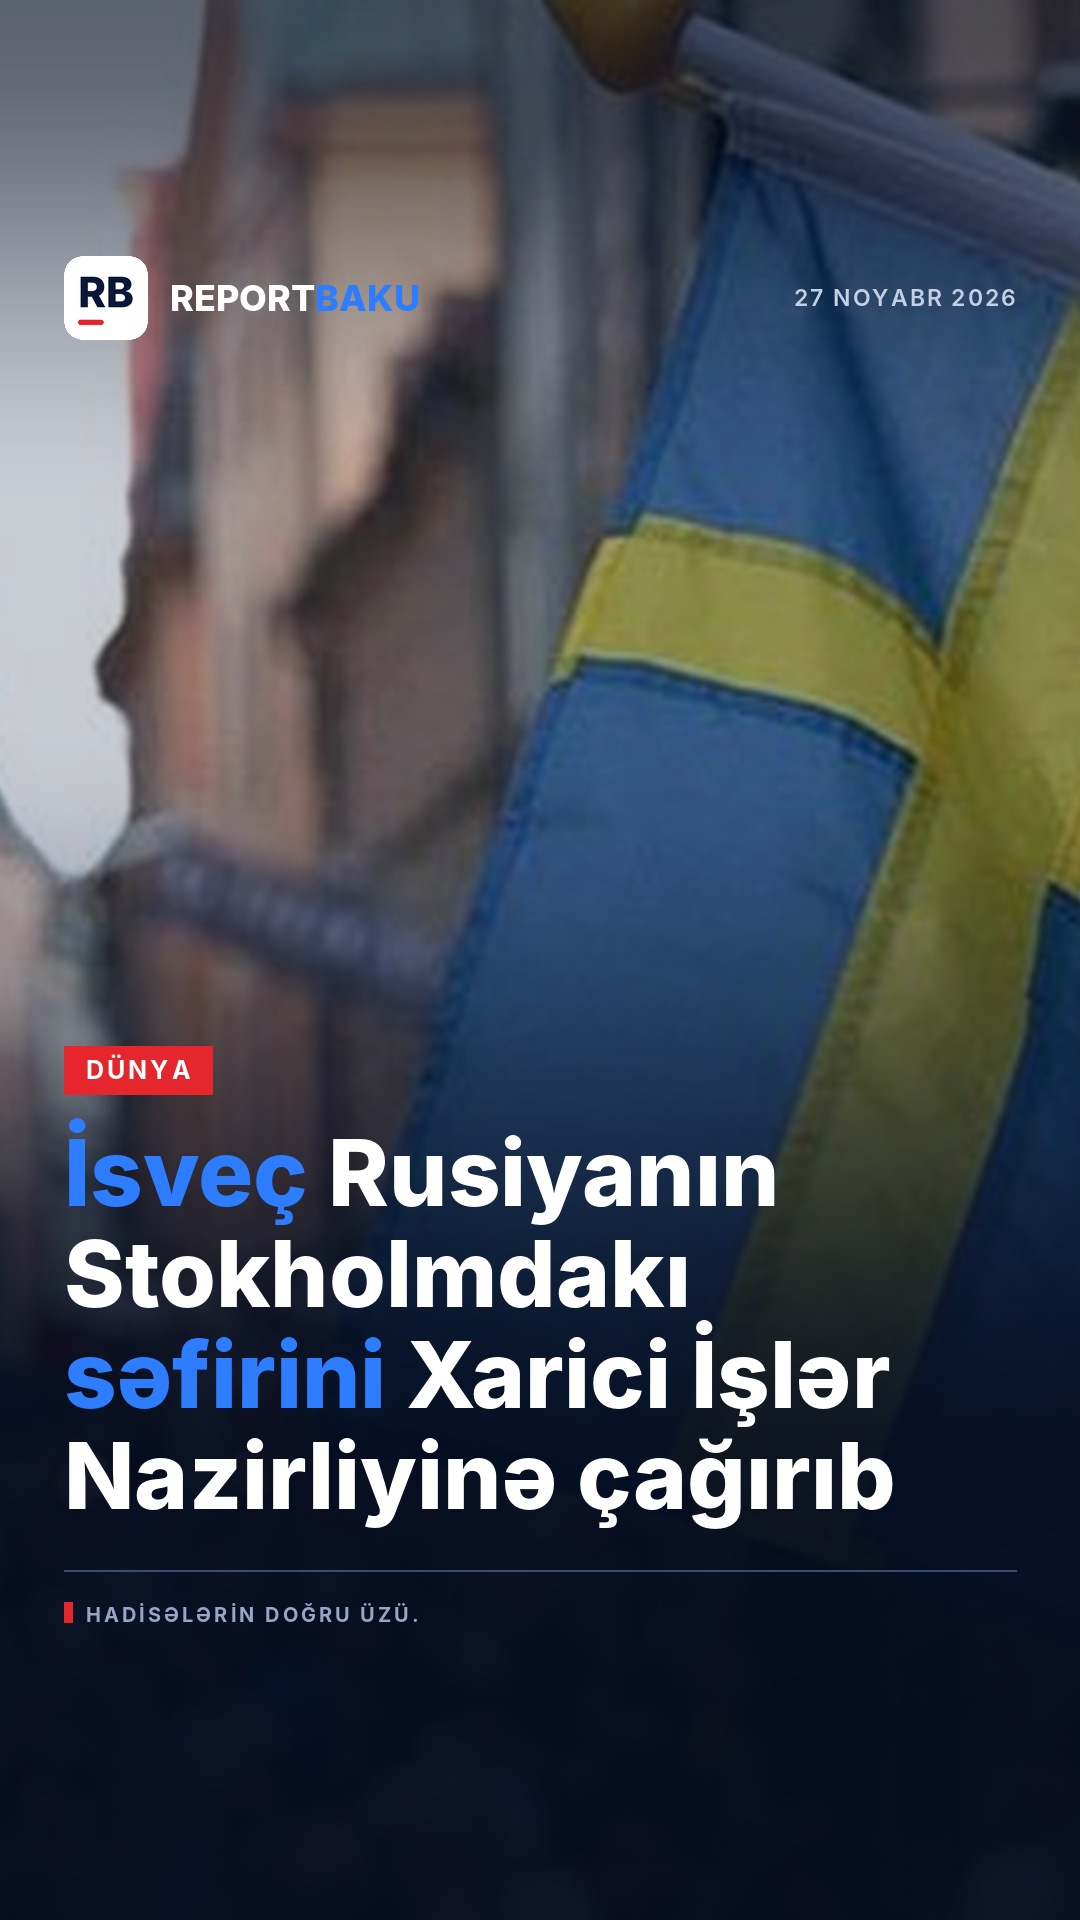 RB
REPORTBAKU
27 NOYABR 2026
DÜNYA
İsveç Rusiyanın
Stokholmdakı
səfirini Xarici İşlər
Nazirliyinə çağırıb
HADİSƏLƏRİN DOĞRU ÜZÜ.